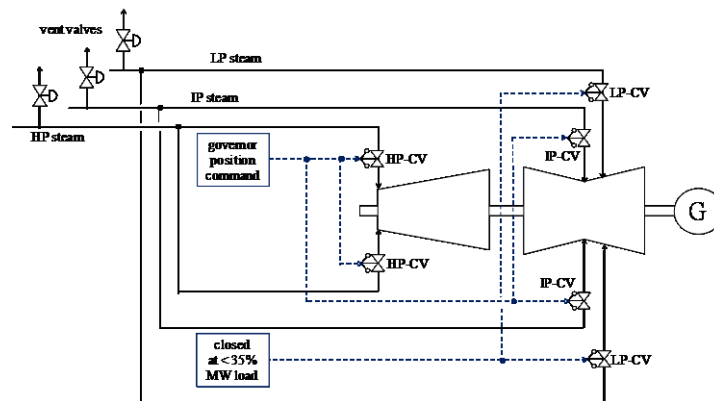 vent valves
LP steam
LP-CV
IP steam
HP steam
governor
position
command
HP-CV
IP-CV
G
HP-CV
IP-CV
closed
at <35%
MW load
LP-CV